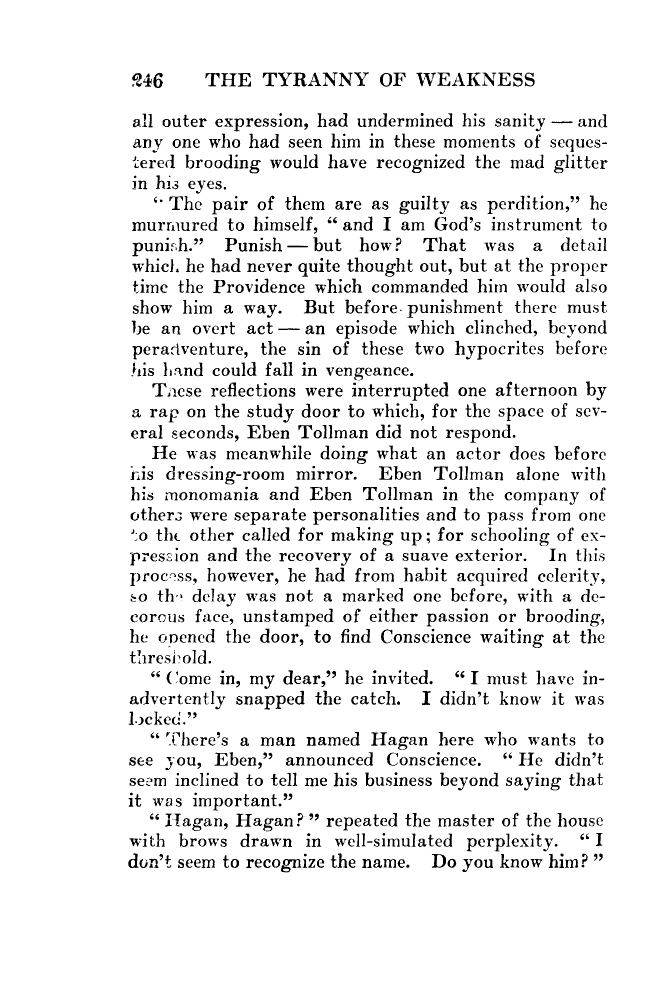 246 THE TYRANNY OF WEAKNESS
all outer expression, had undermined his sanity — and
any one who had seen him in these moments of seques-
tered brooding would have recognized the mad glitter
in his eyes.
“ The pair of them are as guilty as perdition,” he
murmured to himself, “ and I am God’s instrument to
punish.” Punish — but how? That was a detail
which he had never quite thought out, but at the proper
time the Providence which commanded him would also
show him a way. But before punishment there must
be an overt act — an episode which clinched, beyond
peradventure, the sin of these two hypocrites before
his hand could fall in vengeance.
These reflections were interrupted one afternoon by
a rap on the study door to which, for the space of sev-
eral seconds, Eben Tollman did not respond.
He was meanwhile doing what an actor does before
his dressing-room mirror. Eben Tollman alone with
his monomania and Eben Tollman in the company of
others were separate personalities and to pass from one
to the other called for making up; for schooling of ex-
pression and the recovery of a suave exterior. In this
process, however, he had from habit acquired celerity,
so the delay was not a marked one before, with a de-
corous face, unstamped of either passion or brooding,
he opened the door, to find Conscience waiting at the
threshold.
“ Come in, my dear,” he invited. “ I must have in-
advertently snapped the catch. I didn’t know it was
locked.”
“ There’s a man named Hagan here who wants to
see you, Eben,” announced Conscience. “ He didn’t
seem inclined to tell me his business beyond saying that
it was important.”
“ Hagan, Hagan? ” repeated the master of the house
with brows drawn in well-simulated perplexity. “ I
don’t seem to recognize the name. Do you know him? ”